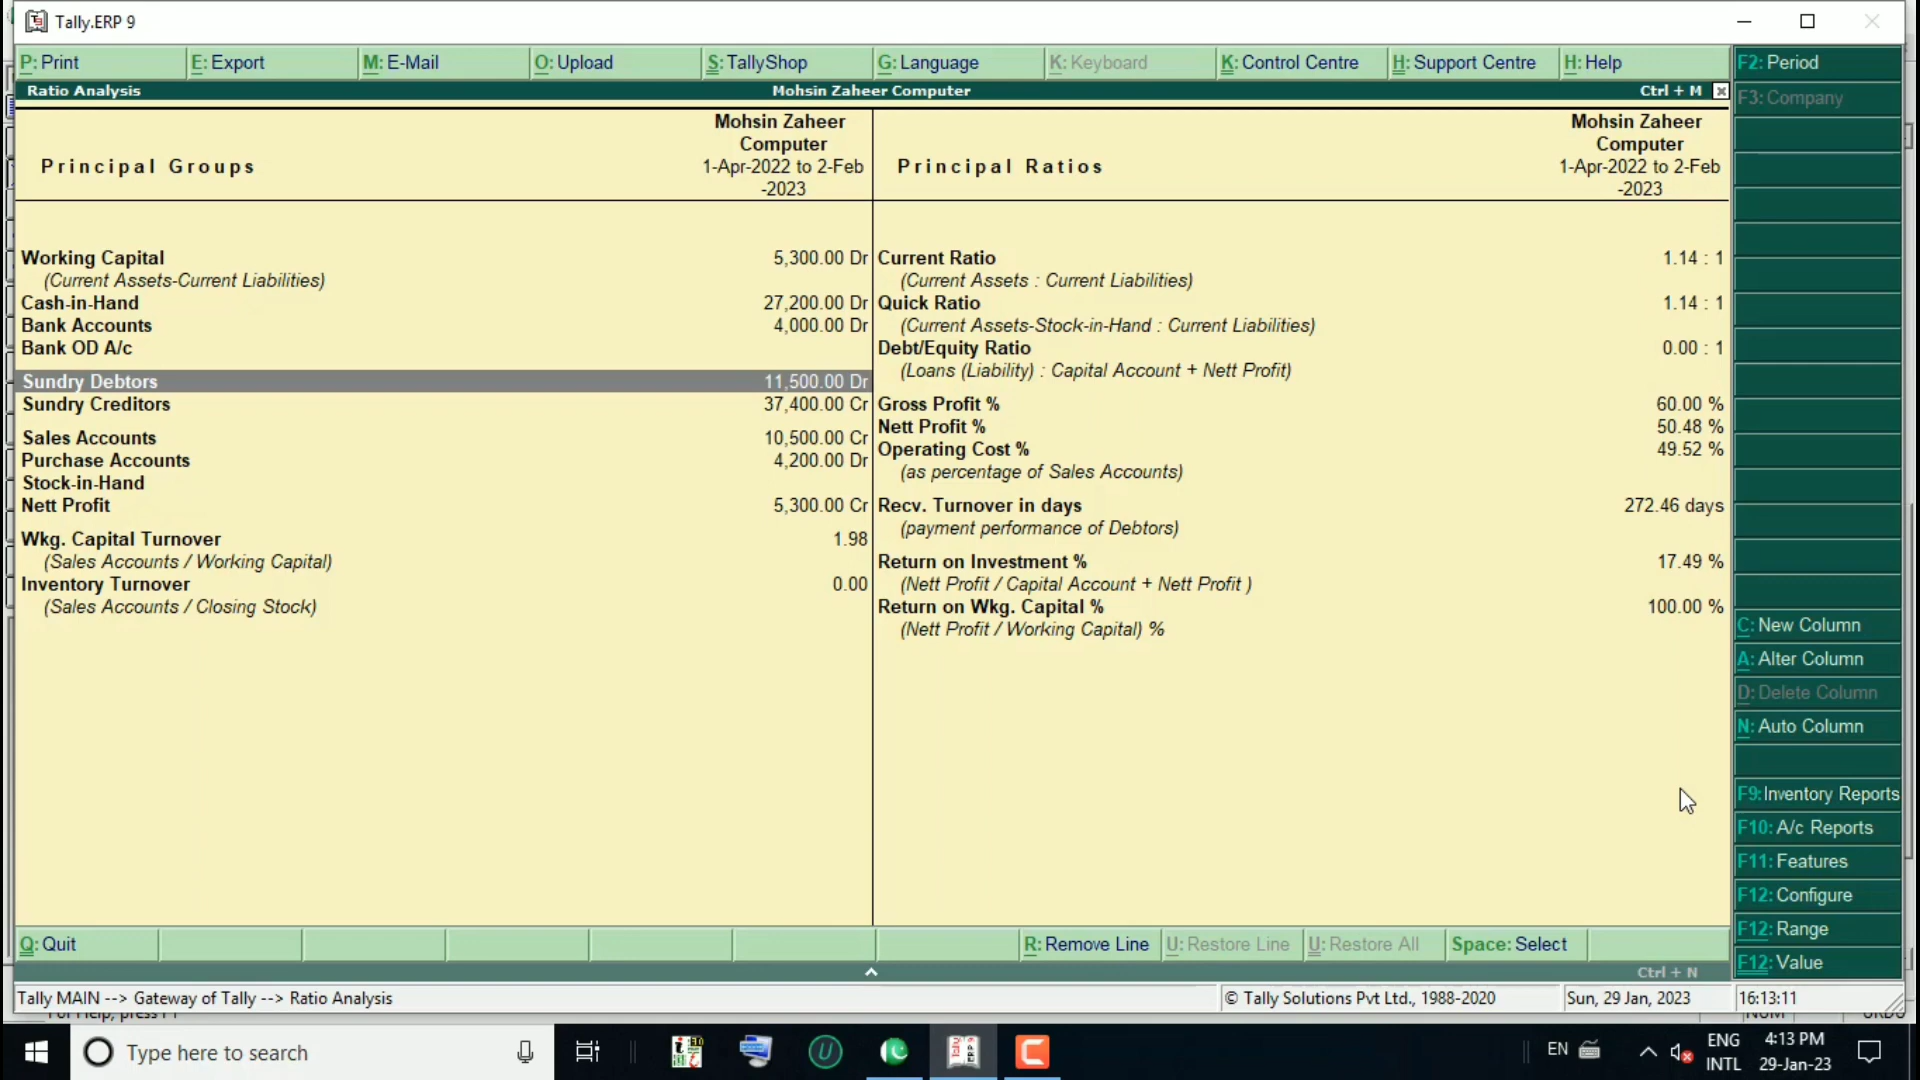 Tally.ERP 9
P: Print E: Export M: E-Mail O: Upload S: TallyShop G: Language K: Keyboard K: Control Centre H: Support Centre H: Help
Ratio Analysis Mohsin Zaheer Computer Ctrl + M
Principal Groups
Mohsin Zaheer
Computer
1-Apr-2022 to 2-Feb
-2023
Working Capital 5,300.00 Dr
(Current Assets-Current Liabilities)
Cash-in-Hand 27,200.00 Dr
Bank Accounts 4,000.00 Dr
Bank OD A/c
Sundry Debtors 11,500.00 Dr
Sundry Creditors 37,400.00 Cr
Sales Accounts 10,500.00 Cr
Purchase Accounts 4,200.00 Dr
Stock-in-Hand
Nett Profit 5,300.00 Cr
Wkg. Capital Turnover 1.98
(Sales Accounts / Working Capital)
Inventory Turnover 0.00
(Sales Accounts / Closing Stock)
Principal Ratios
Mohsin Zaheer
Computer
1-Apr-2022 to 2-Feb
-2023
Current Ratio 1.14 : 1
(Current Assets : Current Liabilities)
Quick Ratio 1.14 : 1
(Current Assets-Stock-in-Hand : Current Liabilities)
Debt/Equity Ratio 0.00 : 1
(Loans (Liability) : Capital Account + Nett Profit)
Gross Profit % 60.00 %
Nett Profit % 50.48 %
Operating Cost % 49.52 %
(as percentage of Sales Accounts)
Recv. Turnover in days 272.46 days
(payment performance of Debtors)
Return on Investment % 17.49 %
(Nett Profit / Capital Account + Nett Profit )
Return on Wkg. Capital % 100.00 %
(Nett Profit / Working Capital) %
F2: Period
F3: Company
C: New Column
A: Alter Column
D: Delete Column
N: Auto Column
F9: Inventory Reports
F10: A/c Reports
F11: Features
F12: Configure
F12: Range
F12: Value
Q: Quit R: Remove Line U: Restore Line U: Restore All Space: Select
Ctrl + N
Tally MAIN --> Gateway of Tally --> Ratio Analysis © Tally Solutions Pvt Ltd., 1988-2020 Sun, 29 Jan, 2023 16:13:11
Type here to search
EN
ENG
INTL
4:13 PM
29-Jan-23